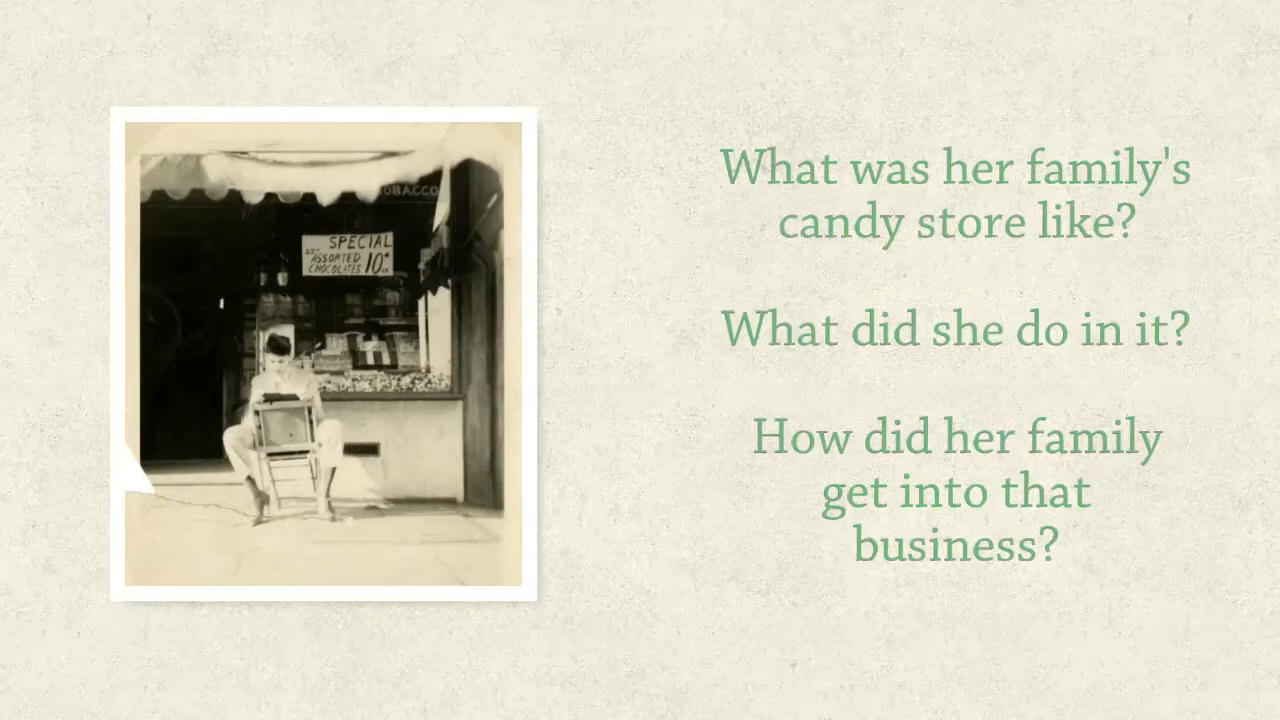 OBACCO
SPECIAL
ASSORTED
CHOCOLATES 10¢
What was her family's
candy store like?
What did she do in it?
How did her family
get into that
business?